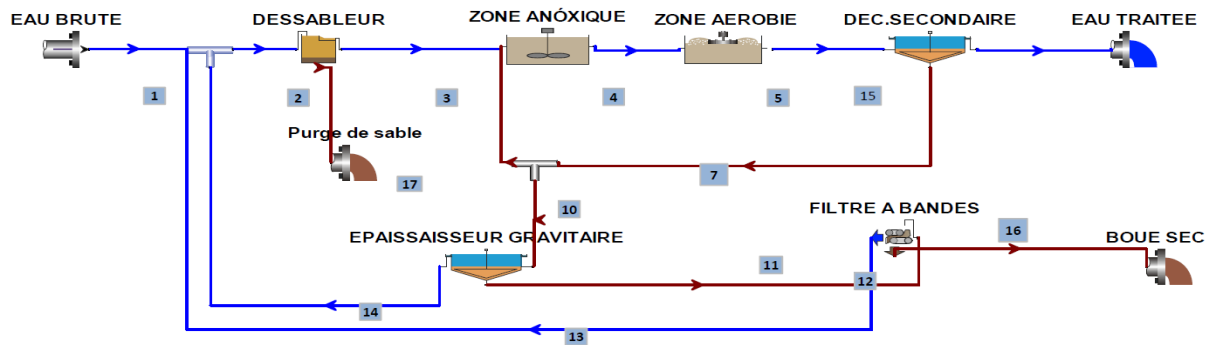 EAU BRUTE
DESSABLEUR
ZONE ANÓXIQUE
ZONE AEROBIE
DEC.SECONDAIRE
EAU TRAITEE
1
2
3
4
5
15
Purge de sable
17
7
10
FILTRE A BANDES
16
EPAISSAISSEUR GRAVITAIRE
BOUE SEC
11
12
14
13